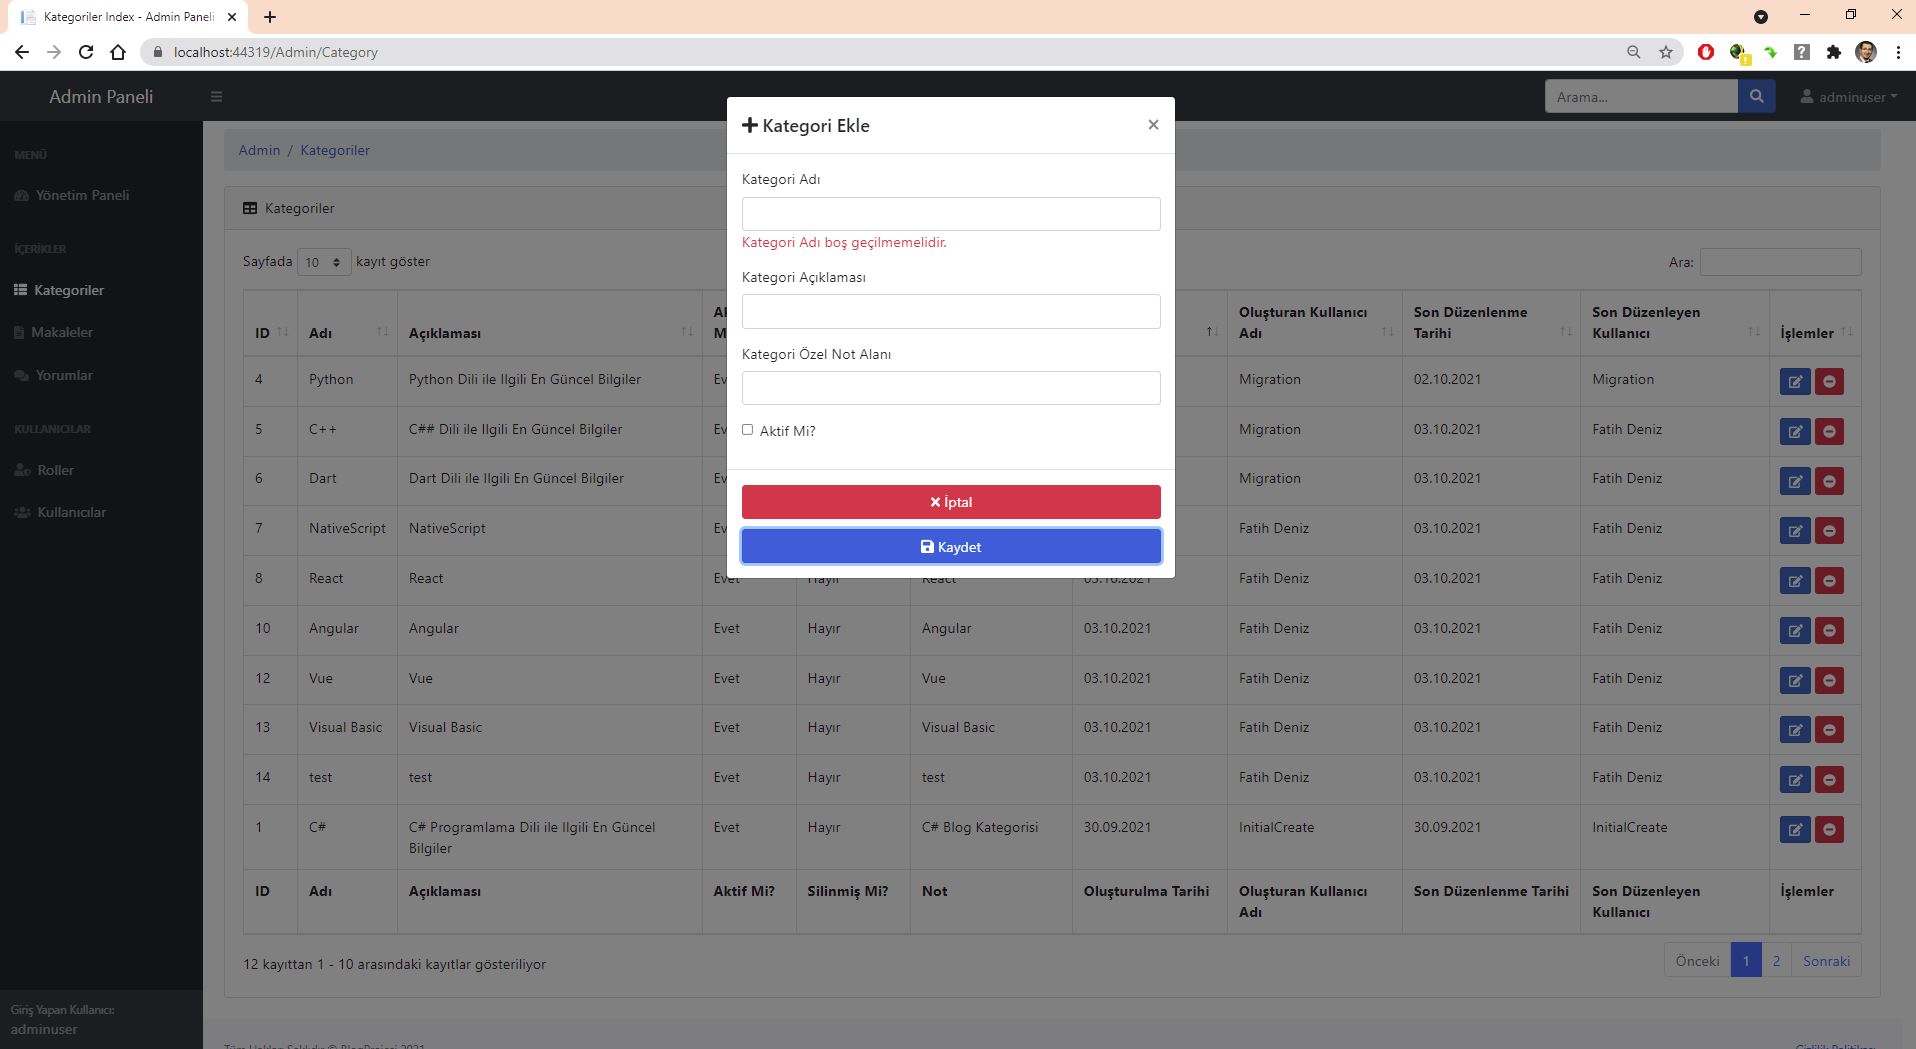 Kategoriler Index - Admin Paneli
localhost:44319/Admin/Category
Admin Paneli
Arama...
adminuser
MENÜ
Yönetim Paneli
İÇERİKLER
Kategoriler
Makaleler
Yorumlar
KULLANICILAR
Roller
Kullanıcılar
Giriş Yapan Kullanıcı:
adminuser
Admin / Kategoriler
Kategoriler
Sayfada 10 kayıt göster
Ara:
Kategori Ekle
Kategori Adı
Kategori Adı boş geçilmemelidir.
Kategori Açıklaması
Kategori Özel Not Alanı
Aktif Mi?
İptal
Kaydet
ID Adı Açıklaması Oluşturan Kullanıcı Adı Son Düzenlenme Tarihi Son Düzenleyen Kullanıcı İşlemler
4 Python Python Dili ile Ilgili En Güncel Bilgiler Migration 02.10.2021 Migration
5 C++ C## Dili ile Ilgili En Güncel Bilgiler Migration 03.10.2021 Fatih Deniz
6 Dart Dart Dili ile Ilgili En Güncel Bilgiler Migration 03.10.2021 Fatih Deniz
7 NativeScript NativeScript Fatih Deniz 03.10.2021 Fatih Deniz
8 React React Evet Hayır React 03.10.2021 Fatih Deniz 03.10.2021 Fatih Deniz
10 Angular Angular Evet Hayır Angular 03.10.2021 Fatih Deniz 03.10.2021 Fatih Deniz
12 Vue Vue Evet Hayır Vue 03.10.2021 Fatih Deniz 03.10.2021 Fatih Deniz
13 Visual Basic Visual Basic Evet Hayır Visual Basic 03.10.2021 Fatih Deniz 03.10.2021 Fatih Deniz
14 test test Evet Hayır test 03.10.2021 Fatih Deniz 03.10.2021 Fatih Deniz
1 C# C# Programlama Dili ile Ilgili En Güncel Bilgiler Evet Hayır C# Blog Kategorisi 30.09.2021 InitialCreate 30.09.2021 InitialCreate
ID Adı Açıklaması Aktif Mi? Silinmiş Mi? Not Oluşturulma Tarihi Oluşturan Kullanıcı Adı Son Düzenlenme Tarihi Son Düzenleyen Kullanıcı İşlemler
12 kayıttan 1 - 10 arasındaki kayıtlar gösteriliyor
Önceki 1 2 Sonraki